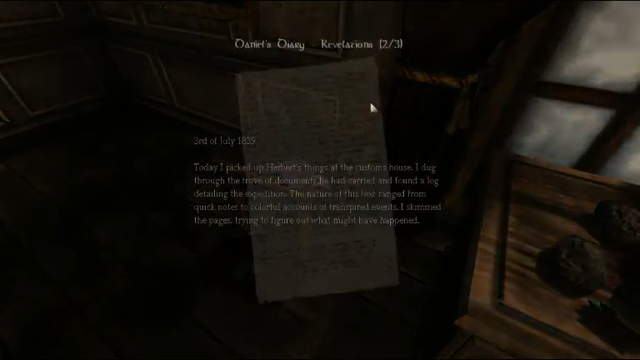 Daniel's Diary - Revelations (2/3)
3rd of July 1839
Today I picked up Herbert's things at the customs house. I dug
through the trove of documents he had carried and found a log
detailing the expedition. The nature of this text ranged from
quick notes to colorful accounts of transpired events. I skimmed
the pages, trying to figure out what might have happened.